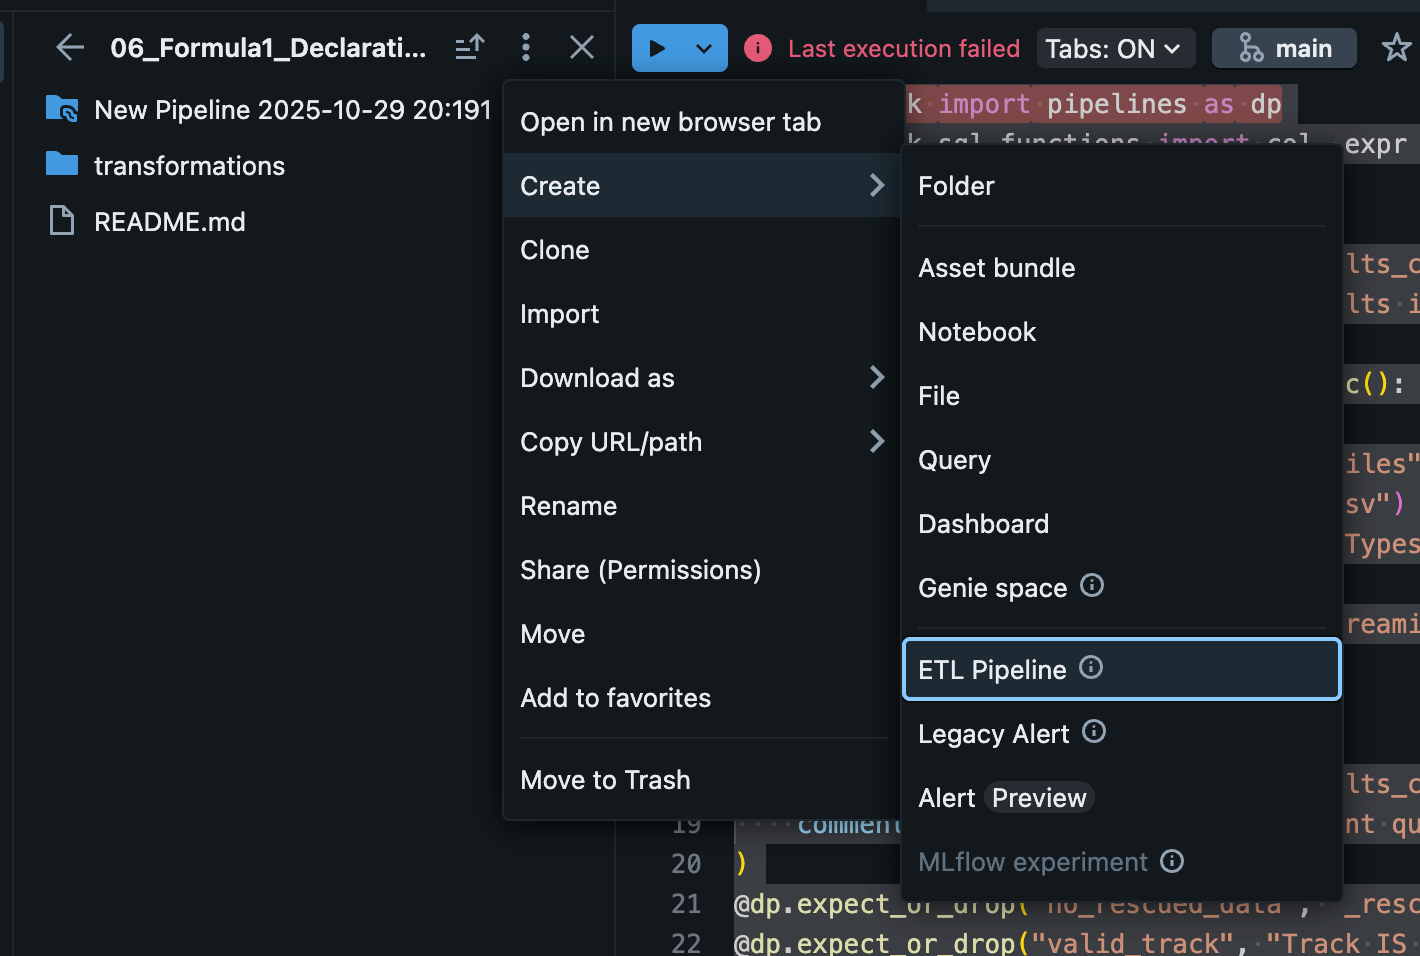 06_Formula1_Declarati...
Last execution failed
Tabs: ON
main
New Pipeline 2025-10-29 20:191
transformations
README.md
Open in new browser tab
Create
Clone
Import
Download as
Copy URL/path
Rename
Share (Permissions)
Move
Add to favorites
Move to Trash
Folder
Asset bundle
Notebook
File
Query
Dashboard
Genie space
ETL Pipeline
Legacy Alert
Alert Preview
MLflow experiment
k import pipelines as dp
k.sql.functions import col, expr
lts_c
lts i
c():
iles"
sv")
Types
reami
lts_c
19 comment nt qu
20 )
21 @dp.expect_or_drop("no_rescued_data", "_resc
22 @dp.expect_or_drop("valid_track", "Track IS